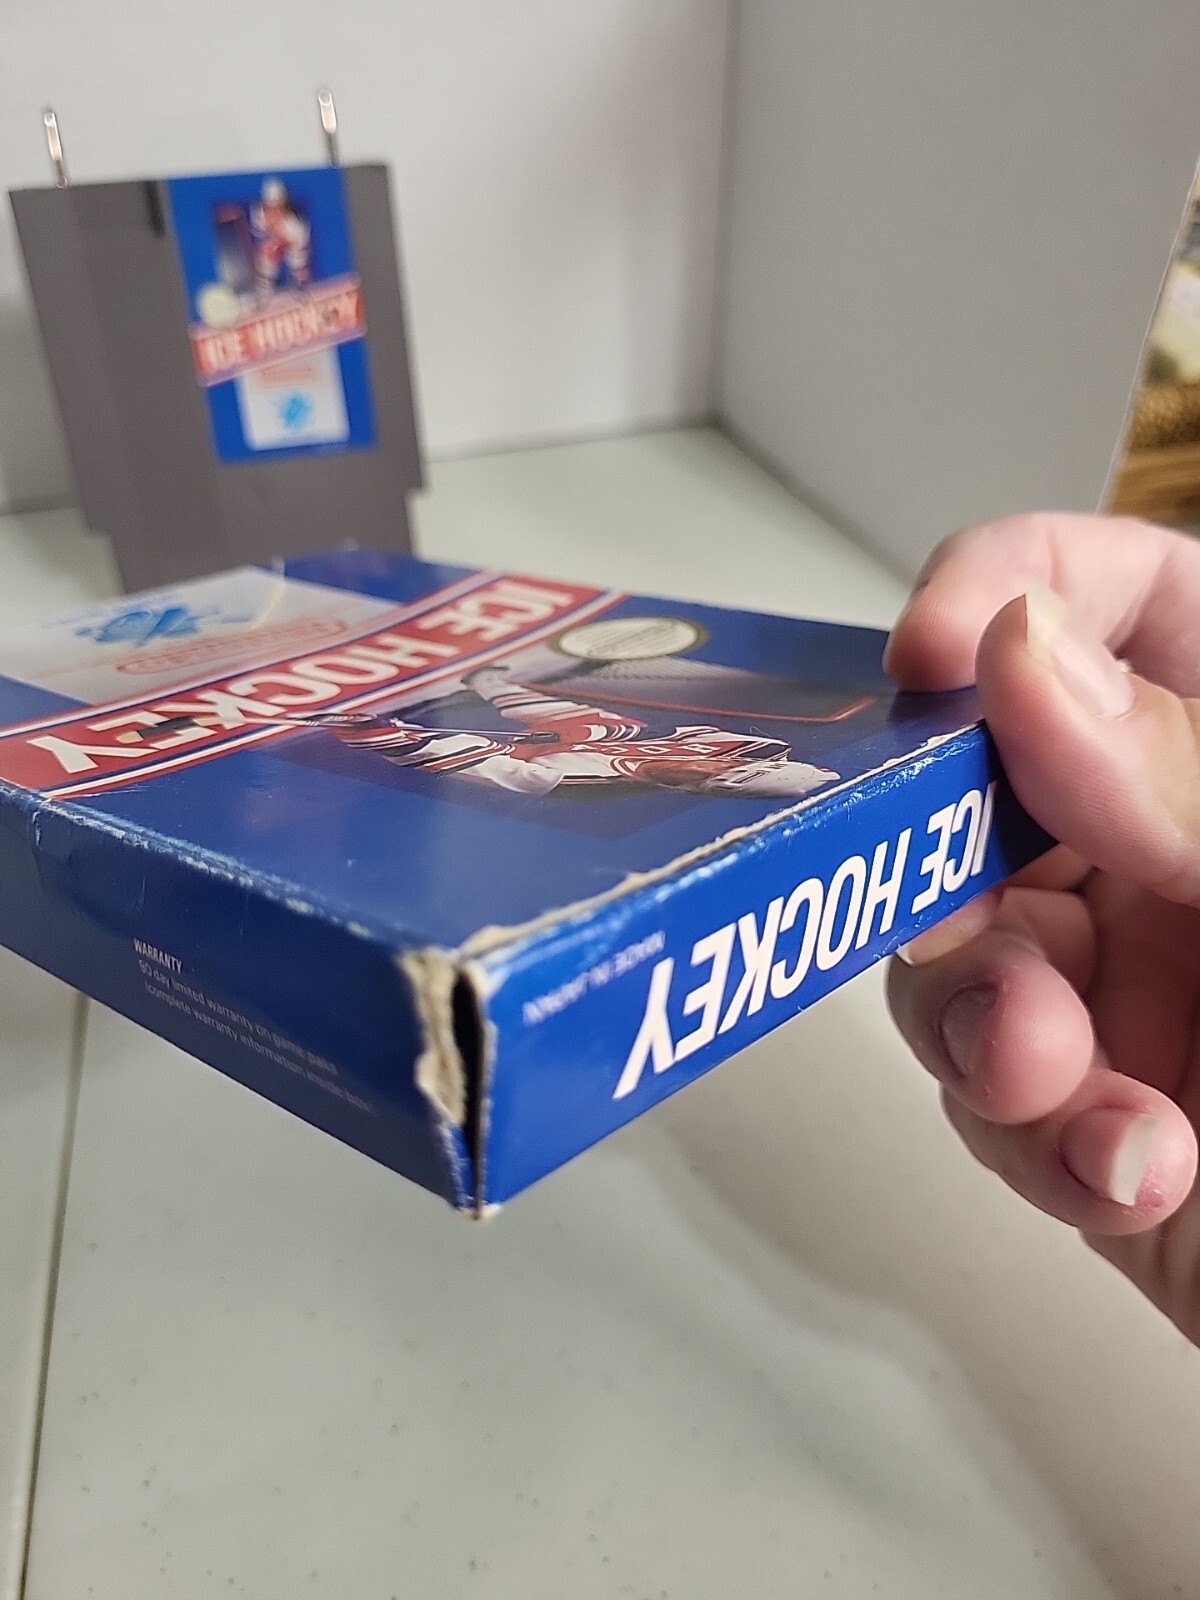 ICE HOCKEY
ICE HOCKEY
ICE HOCKEY
MADE IN JAPAN
WARRANTY
90 day limited warranty on game paks
(complete warranty information inside box)